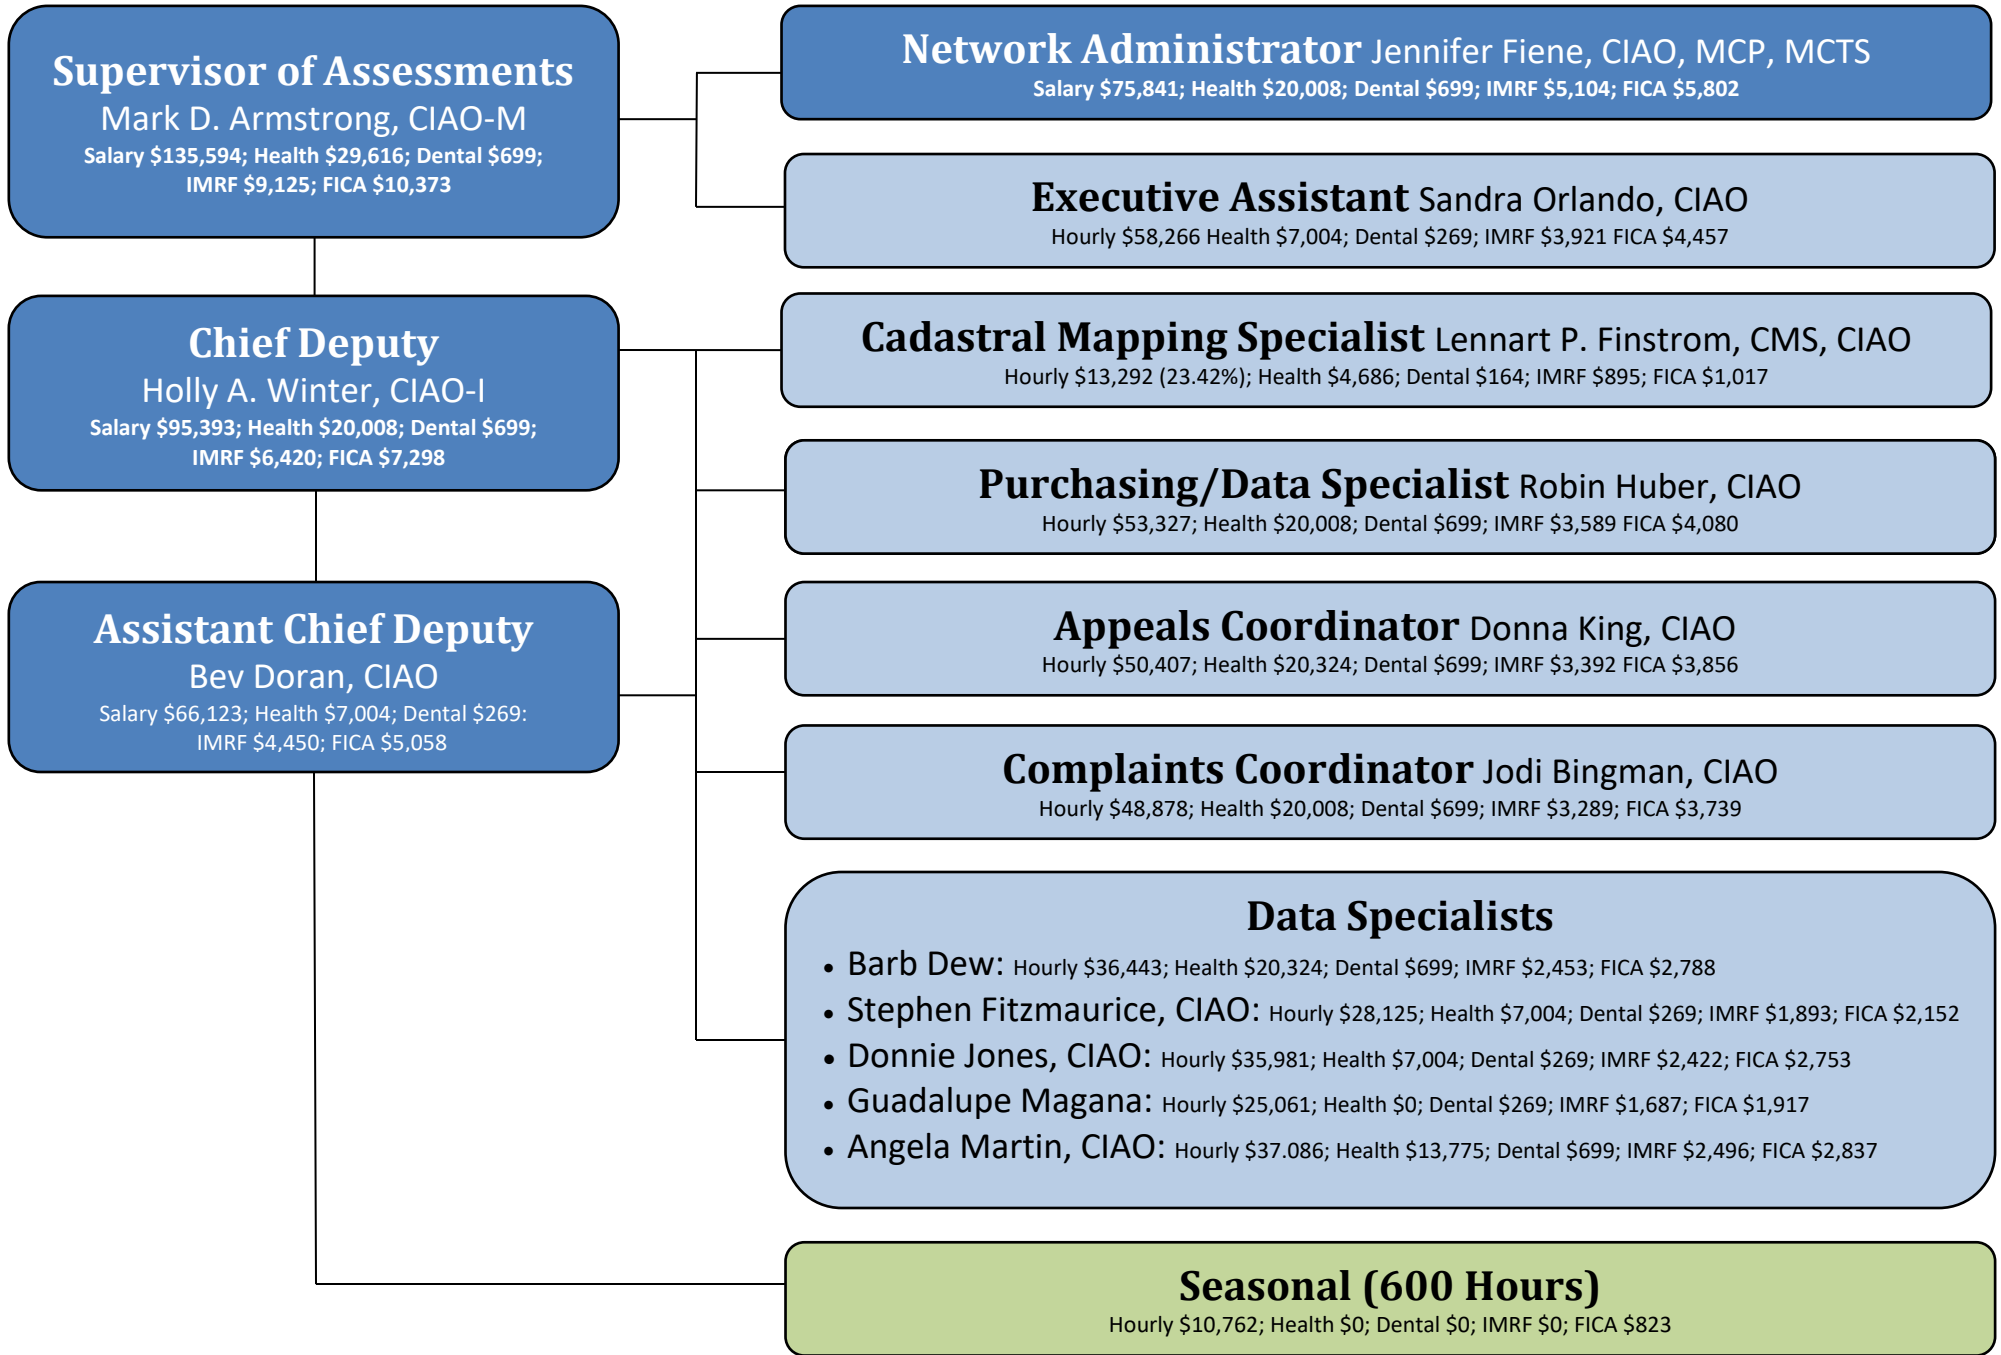 Supervisor of Assessments
Mark D. Armstrong, CIAO-M
Salary $135,594; Health $29,616; Dental $699;
IMRF $9,125; FICA $10,373
Network Administrator Jennifer Fiene, CIAO, MCP, MCTS
Salary $75,841; Health $20,008; Dental $699; IMRF $5,104; FICA $5,802
Executive Assistant Sandra Orlando, CIAO
Hourly $58,266 Health $7,004; Dental $269; IMRF $3,921 FICA $4,457
Chief Deputy
Holly A. Winter, CIAO-I
Salary $95,393; Health $20,008; Dental $699;
IMRF $6,420; FICA $7,298
Cadastral Mapping Specialist Lennart P. Finstrom, CMS, CIAO
Hourly $13,292 (23.42%); Health $4,686; Dental $164; IMRF $895; FICA $1,017
Purchasing/Data Specialist Robin Huber, CIAO
Hourly $53,327; Health $20,008; Dental $699; IMRF $3,589 FICA $4,080
Assistant Chief Deputy
Bev Doran, CIAO
Salary $66,123; Health $7,004; Dental $269:
IMRF $4,450; FICA $5,058
Appeals Coordinator Donna King, CIAO
Hourly $50,407; Health $20,324; Dental $699; IMRF $3,392 FICA $3,856
Complaints Coordinator Jodi Bingman, CIAO
Hourly $48,878; Health $20,008; Dental $699; IMRF $3,289; FICA $3,739
Data Specialists
• Barb Dew: Hourly $36,443; Health $20,324; Dental $699; IMRF $2,453; FICA $2,788
• Stephen Fitzmaurice, CIAO: Hourly $28,125; Health $7,004; Dental $269; IMRF $1,893; FICA $2,152
• Donnie Jones, CIAO: Hourly $35,981; Health $7,004; Dental $269; IMRF $2,422; FICA $2,753
• Guadalupe Magana: Hourly $25,061; Health $0; Dental $269; IMRF $1,687; FICA $1,917
• Angela Martin, CIAO: Hourly $37.086; Health $13,775; Dental $699; IMRF $2,496; FICA $2,837
Seasonal (600 Hours)
Hourly $10,762; Health $0; Dental $0; IMRF $0; FICA $823